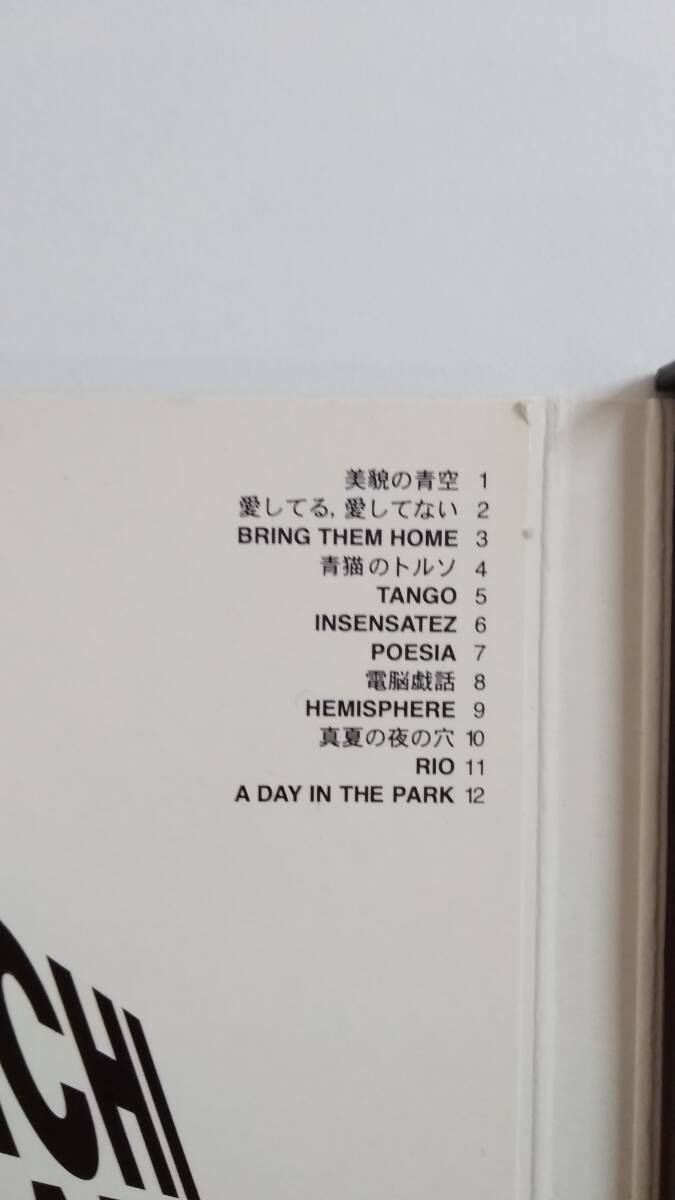 美貌の青空 1
愛してる, 愛してない 2
BRING THEM HOME 3
青猫のトルソ 4
TANGO 5
INSENSATEZ 6
POESIA 7
電脳戯話 8
HEMISPHERE 9
真夏の夜の穴 10
RIO 11
A DAY IN THE PARK 12
CHI